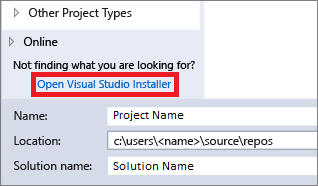 Other Project Types
Online
Not finding what you are looking for?
Open Visual Studio Installer
Name: Project Name
Location: c:\users\<name>\source\repos
Solution name: Solution Name